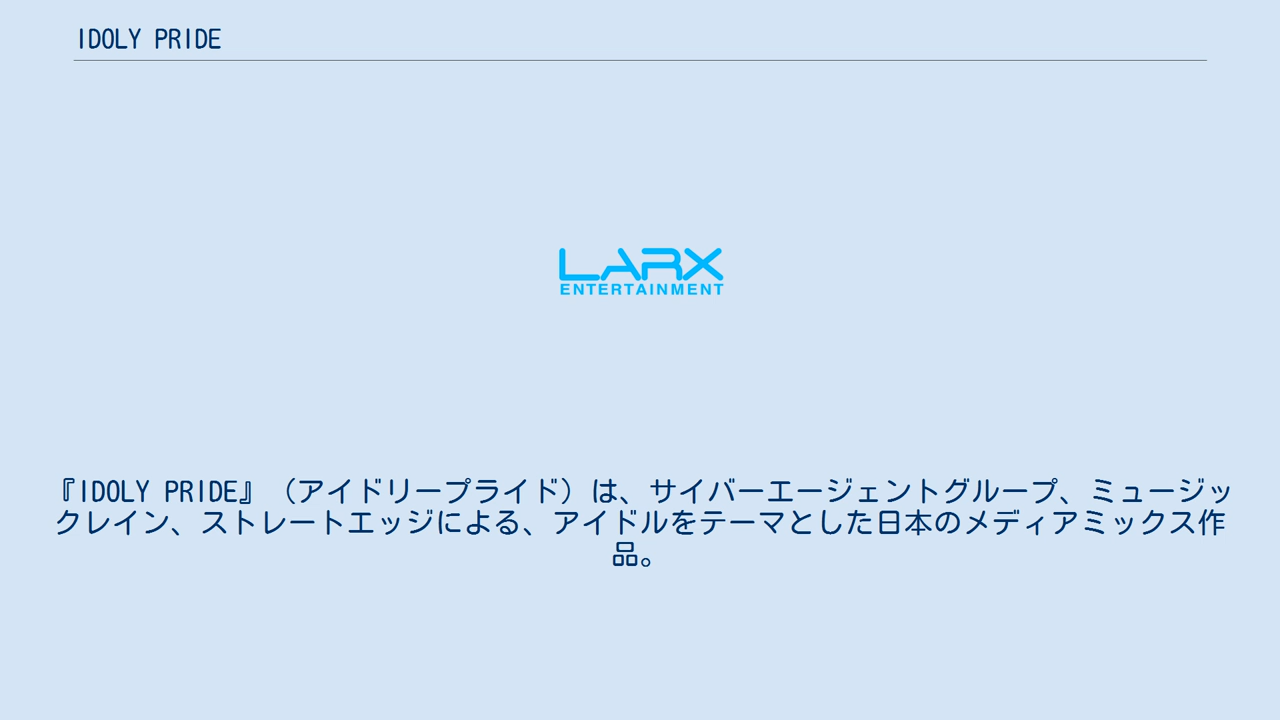 IDOLY PRIDE
LARX
ENTERTAINMENT
『IDOLY PRIDE』（アイドリープライド）は、サイバーエージェントグループ、ミュージッ
クレイン、ストレートエッジによる、アイドルをテーマとした日本のメディアミックス作
品。